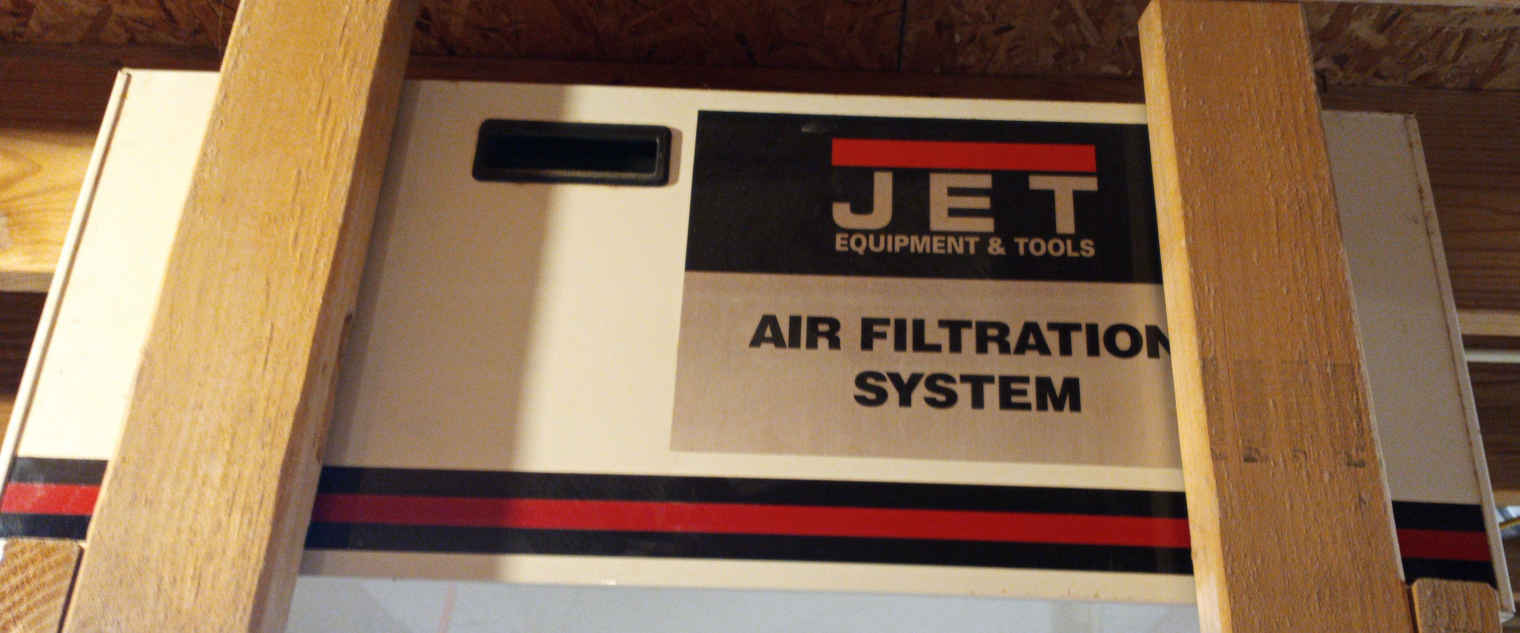 JET
EQUIPMENT & TOOLS
AIR FILTRATION
SYSTEM